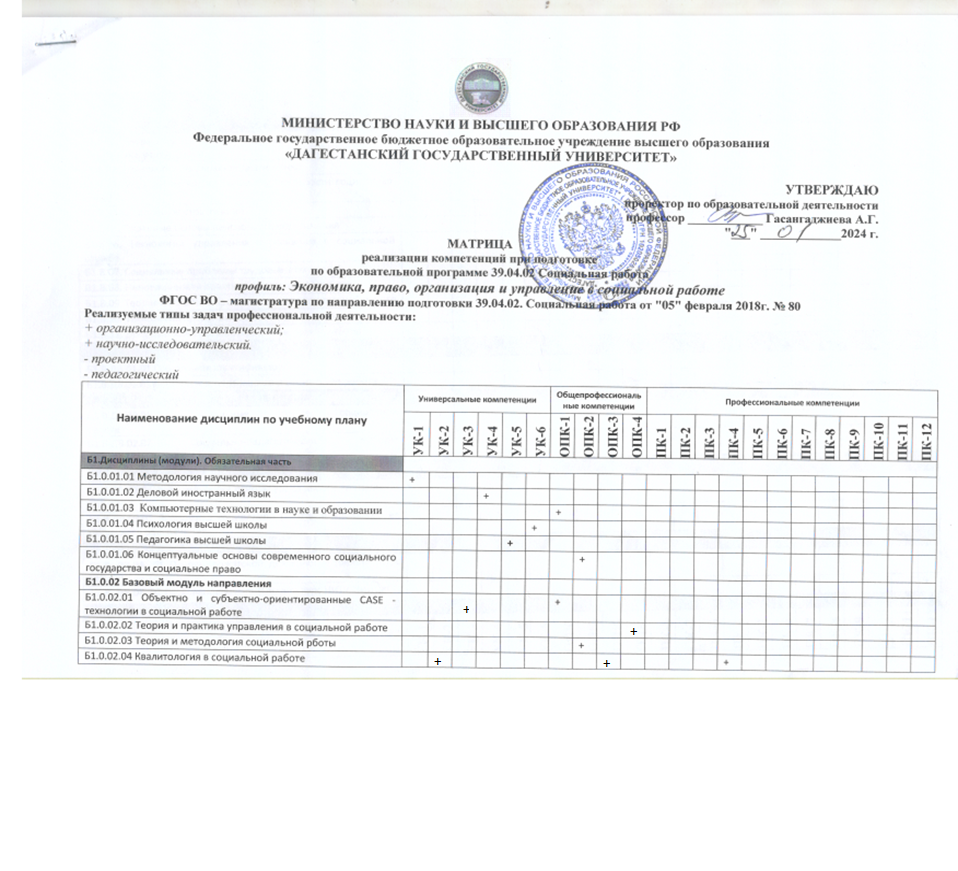 МИНИСТЕРСТВО НАУКИ И ВЫСШЕГО ОБРАЗОВАНИЯ РФ
Федеральное государственное бюджетное образовательное учреждение высшего образования
«ДАГЕСТАНСКИЙ ГОСУДАРСТВЕННЫЙ УНИВЕРСИТЕТ»
УТВЕРЖДАЮ
проректор по образовательной деятельности
профессор ____________ Гасангаджиева А.Г.
"25" 01 2024 г.
МАТРИЦА
реализации компетенций при подготовке
по образовательной программе 39.04.02 Социальная работа
профиль: Экономика, право, организация и управление в социальной работе
ФГОС ВО – магистратура по направлению подготовки 39.04.02. Социальная работа от "05" февраля 2018г. № 80
Реализуемые типы задач профессиональной деятельности:
+ организационно-управленческий;
+ научно-исследовательский.
- проектный
- педагогический
Наименование дисциплин по учебному плану
Универсальные компетенции
Общепрофессиональ
ные компетенции
Профессиональные компетенции
УК-1 УК-2 УК-3 УК-4 УК-5 УК-6 ОПК-1 ОПК-2 ОПК-3 ОПК-4 ПК-1 ПК-2 ПК-3 ПК-4 ПК-5 ПК-6 ПК-7 ПК-8 ПК-9 ПК-10 ПК-11 ПК-12
Б1.Дисциплины (модули). Обязательная часть
Б1.0.01.01 Методология научного исследования +
Б1.0.01.02 Деловой иностранный язык +
Б1.0.01.03 Компьютерные технологии в науке и образовании +
Б1.0.01.04 Психология высшей школы +
Б1.0.01.05 Педагогика высшей школы +
Б1.0.01.06 Концептуальные основы современного социального
государства и социальное право +
Б1.0.02 Базовый модуль направления
Б1.0.02.01 Объектно и субъектно-ориентированные CASE -
технологии в социальной работе + +
Б1.0.02.02 Теория и практика управления в социальной работе +
Б1.0.02.03 Теория и методология социальной рботы +
Б1.0.02.04 Квалитология в социальной работе + + +